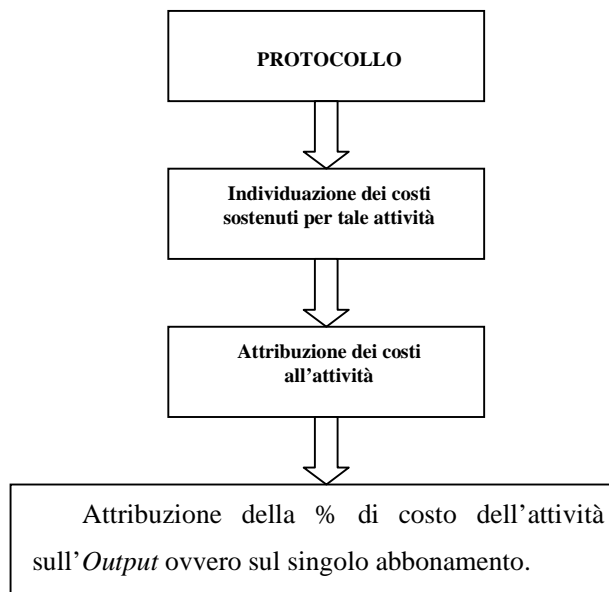 PROTOCOLLO
Individuazione dei costi
sostenuti per tale attività
Attribuzione dei costi
all’attività
Attribuzione della % di costo dell’attività
sull’Output ovvero sul singolo abbonamento.